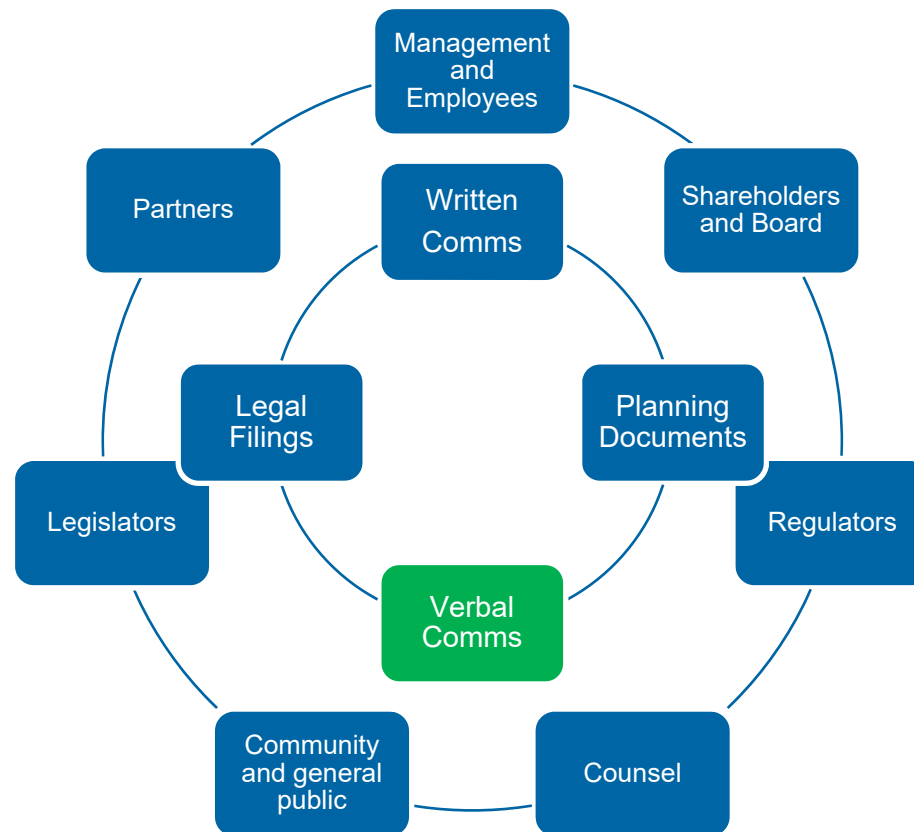 Management
and
Employees
Partners
Written
Comms
Shareholders
and Board
Legal
Filings
Planning
Documents
Legislators
Regulators
Verbal
Comms
Community
and general
public
Counsel